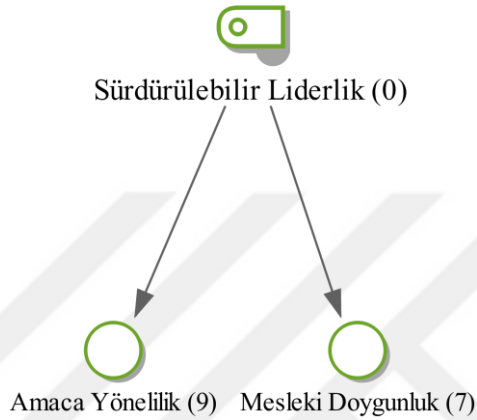 Sürdürülebilir Liderlik (0)
Amaca Yönelilik (9)
Mesleki Doygunluk (7)